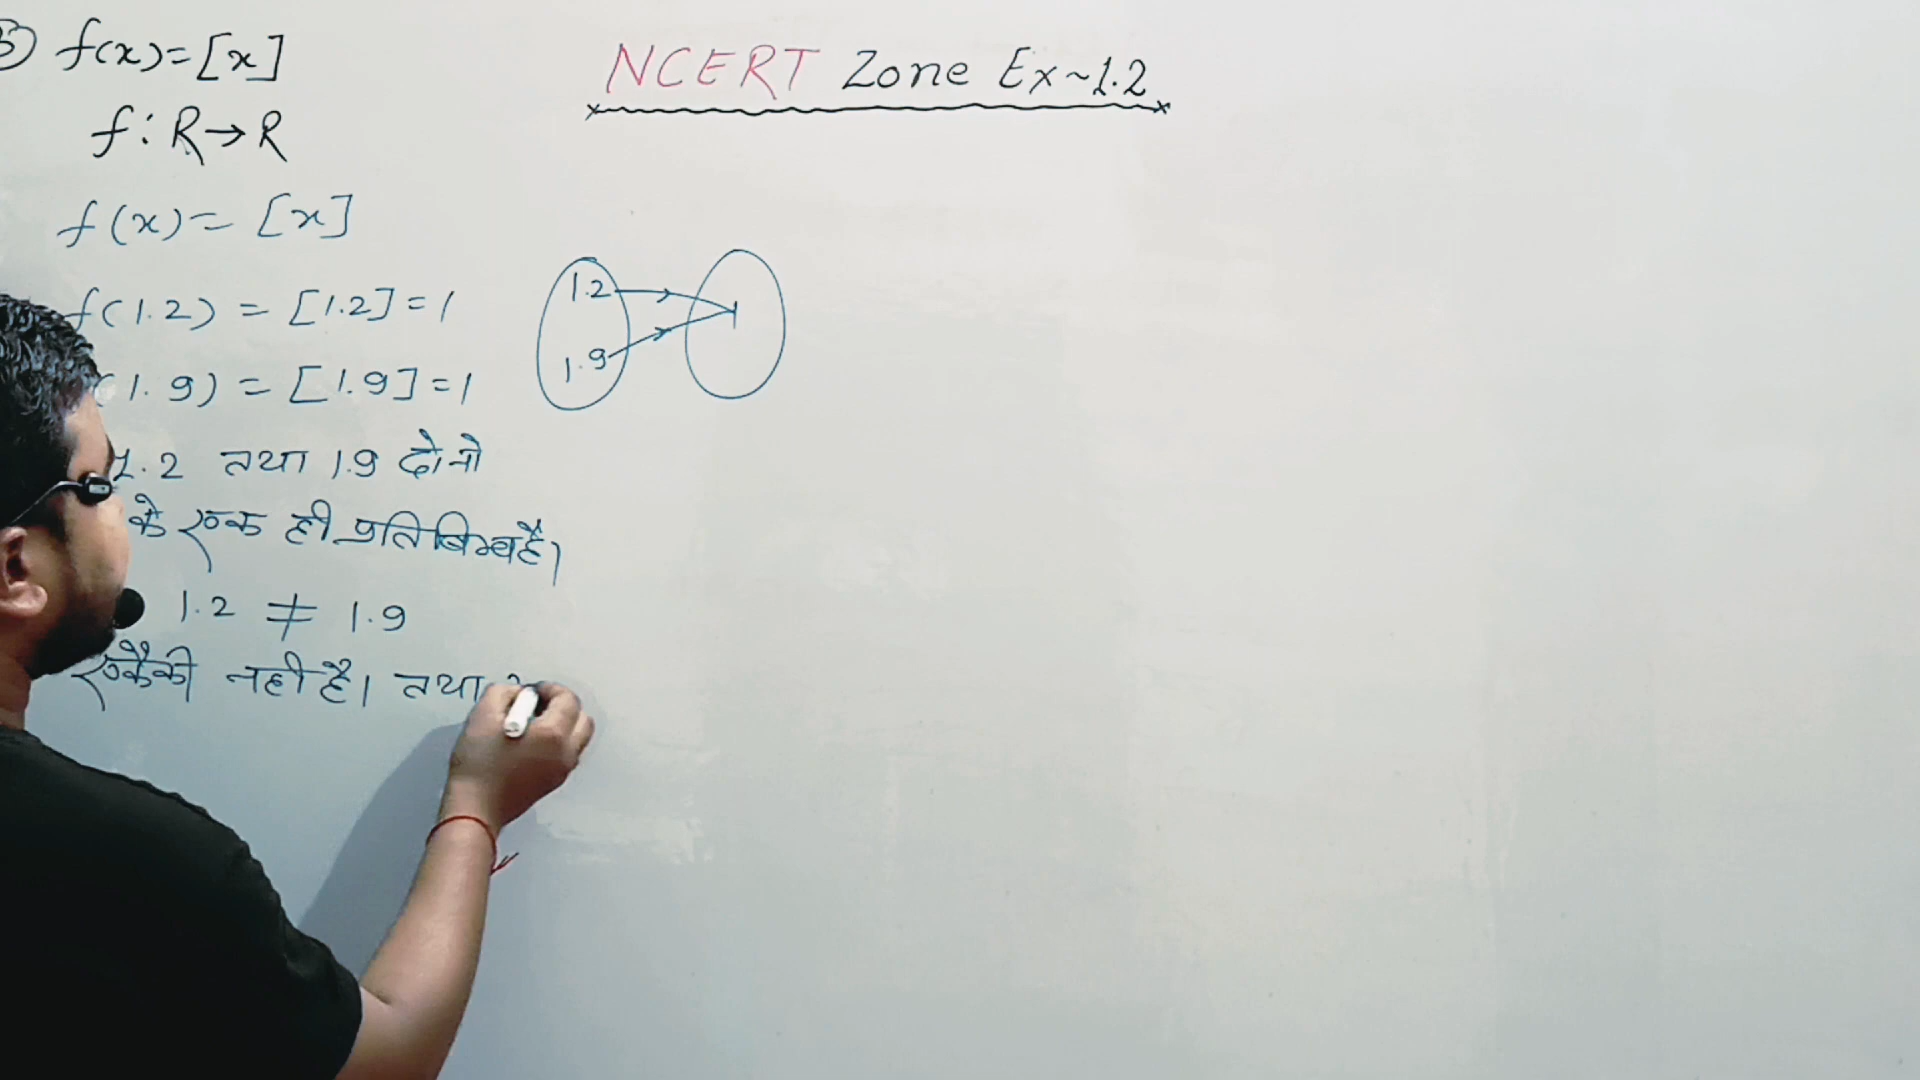 NCERT Zone Ex~1.2
f(x)=[x]
f:R→R
f(x)= [x]
f(1.2) = [1.2]=1
(1.9) = [1.9]=1
1.2 तथा 1.9 दोनो
के एक ही प्रतिबिम्ब है।
1.2 ≠ 1.9
एकैकी नही है। तथा
1.2
1
1.9